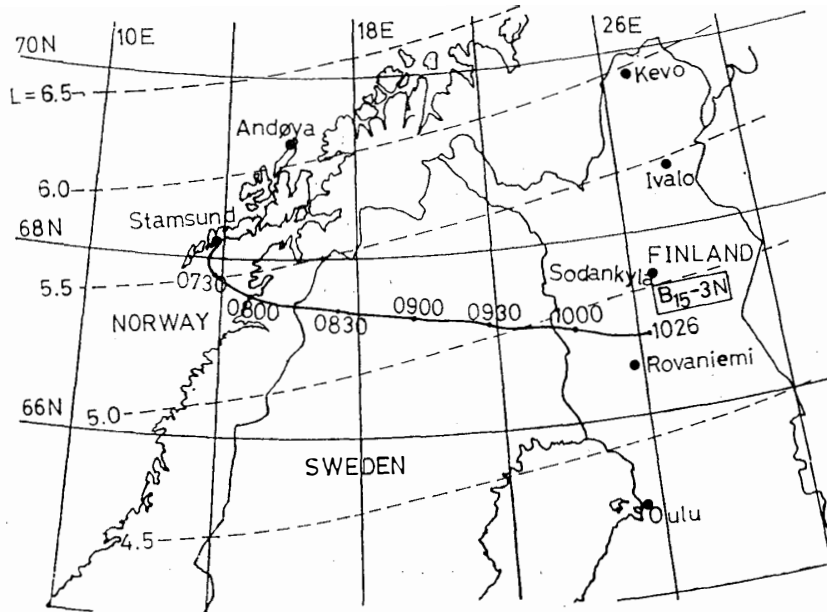 10E
18E
26E
70N
Kevo
L=6.5
Andøya
6.0
Ivalo
Stamsund
68N
FINLAND
Sodankyla
B15-3N
5.5
0730
0800
0830
0900
0930
1000
1026
NORWAY
Rovaniemi
66N
5.0
SWEDEN
Oulu
4.5